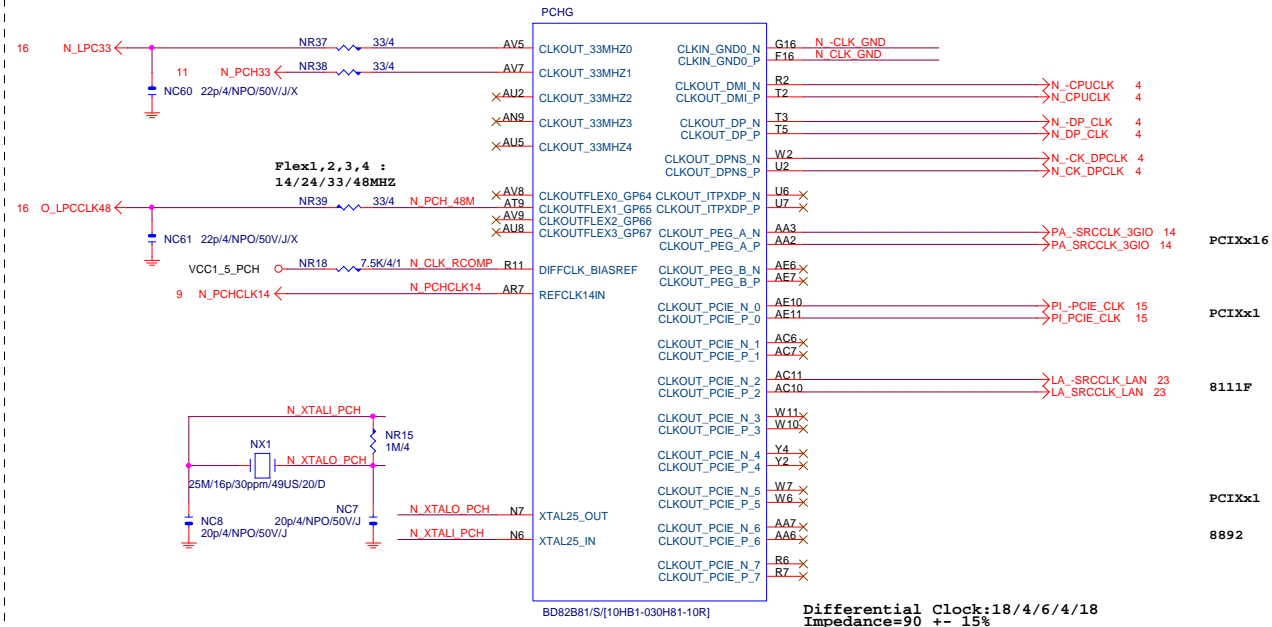 PCHG
16 N_LPC33
NR37 33/4
AV5 CLKOUT_33MHZ0
11 N_PCH33
NR38 33/4
AV7 CLKOUT_33MHZ1
NC60 22p/4/NPO/50V/J/X
AU2 CLKOUT_33MHZ2
AN9 CLKOUT_33MHZ3
AU5 CLKOUT_33MHZ4
Flex1,2,3,4 :
14/24/33/48MHZ
AV8 CLKOUTFLEX0_GP64
16 O_LPCCLK48
NR39 33/4 N_PCH_48M
AT9 CLKOUTFLEX1_GP65
AV9 CLKOUTFLEX2_GP66
AU8 CLKOUTFLEX3_GP67
NC61 22p/4/NPO/50V/J/X
VCC1_5_PCH NR18 7.5K/4/1 N_CLK_RCOMP R11 DIFFCLK_BIASREF
9 N_PCHCLK14 N_PCHCLK14 AR7 REFCLK14IN
N_XTALI_PCH
NR15
1M/4
NX1
N_XTALO_PCH
25M/16p/30ppm/49US/20/D
NC8
20p/4/NPO/50V/J
NC7
20p/4/NPO/50V/J
N_XTALO_PCH N7 XTAL25_OUT
N_XTALI_PCH N6 XTAL25_IN
CLKIN_GND0_N G16 N_-CLK_GND
CLKIN_GND0_P F16 N_CLK_GND
CLKOUT_DMI_N R2 N_-CPUCLK 4
CLKOUT_DMI_P T2 N_CPUCLK 4
CLKOUT_DP_N T3 N_-DP_CLK 4
CLKOUT_DP_P T5 N_DP_CLK 4
CLKOUT_DPNS_N W2 N_-CK_DPCLK 4
CLKOUT_DPNS_P U2 N_CK_DPCLK 4
CLKOUT_ITPXDP_N U6
CLKOUT_ITPXDP_P U7
CLKOUT_PEG_A_N AA3 PA_-SRCCLK_3GIO 14
CLKOUT_PEG_A_P AA2 PA_SRCCLK_3GIO 14
PCIXx16
CLKOUT_PEG_B_N AE6
CLKOUT_PEG_B_P AE7
CLKOUT_PCIE_N_0 AE10 PI_-PCIE_CLK 15
CLKOUT_PCIE_P_0 AE11 PI_PCIE_CLK 15
PCIXx1
CLKOUT_PCIE_N_1 AC6
CLKOUT_PCIE_P_1 AC7
CLKOUT_PCIE_N_2 AC11 LA_-SRCCLK_LAN 23
CLKOUT_PCIE_P_2 AC10 LA_SRCCLK_LAN 23
8111F
CLKOUT_PCIE_N_3 W11
CLKOUT_PCIE_P_3 W10
CLKOUT_PCIE_N_4 Y4
CLKOUT_PCIE_P_4 Y2
CLKOUT_PCIE_N_5 W7
CLKOUT_PCIE_P_5 W6
PCIXx1
CLKOUT_PCIE_N_6 AA7
CLKOUT_PCIE_P_6 AA6
8892
CLKOUT_PCIE_N_7 R6
CLKOUT_PCIE_P_7 R7
BD82B81/S/[10HB1-030H81-10R]
Differential Clock:18/4/6/4/18
Impedance=90 +- 15%